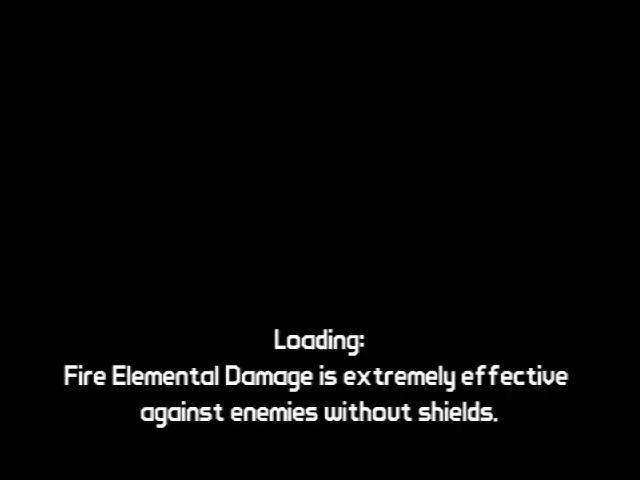 Loading:
Fire Elemental Damage is extremely effective
against enemies without shields.